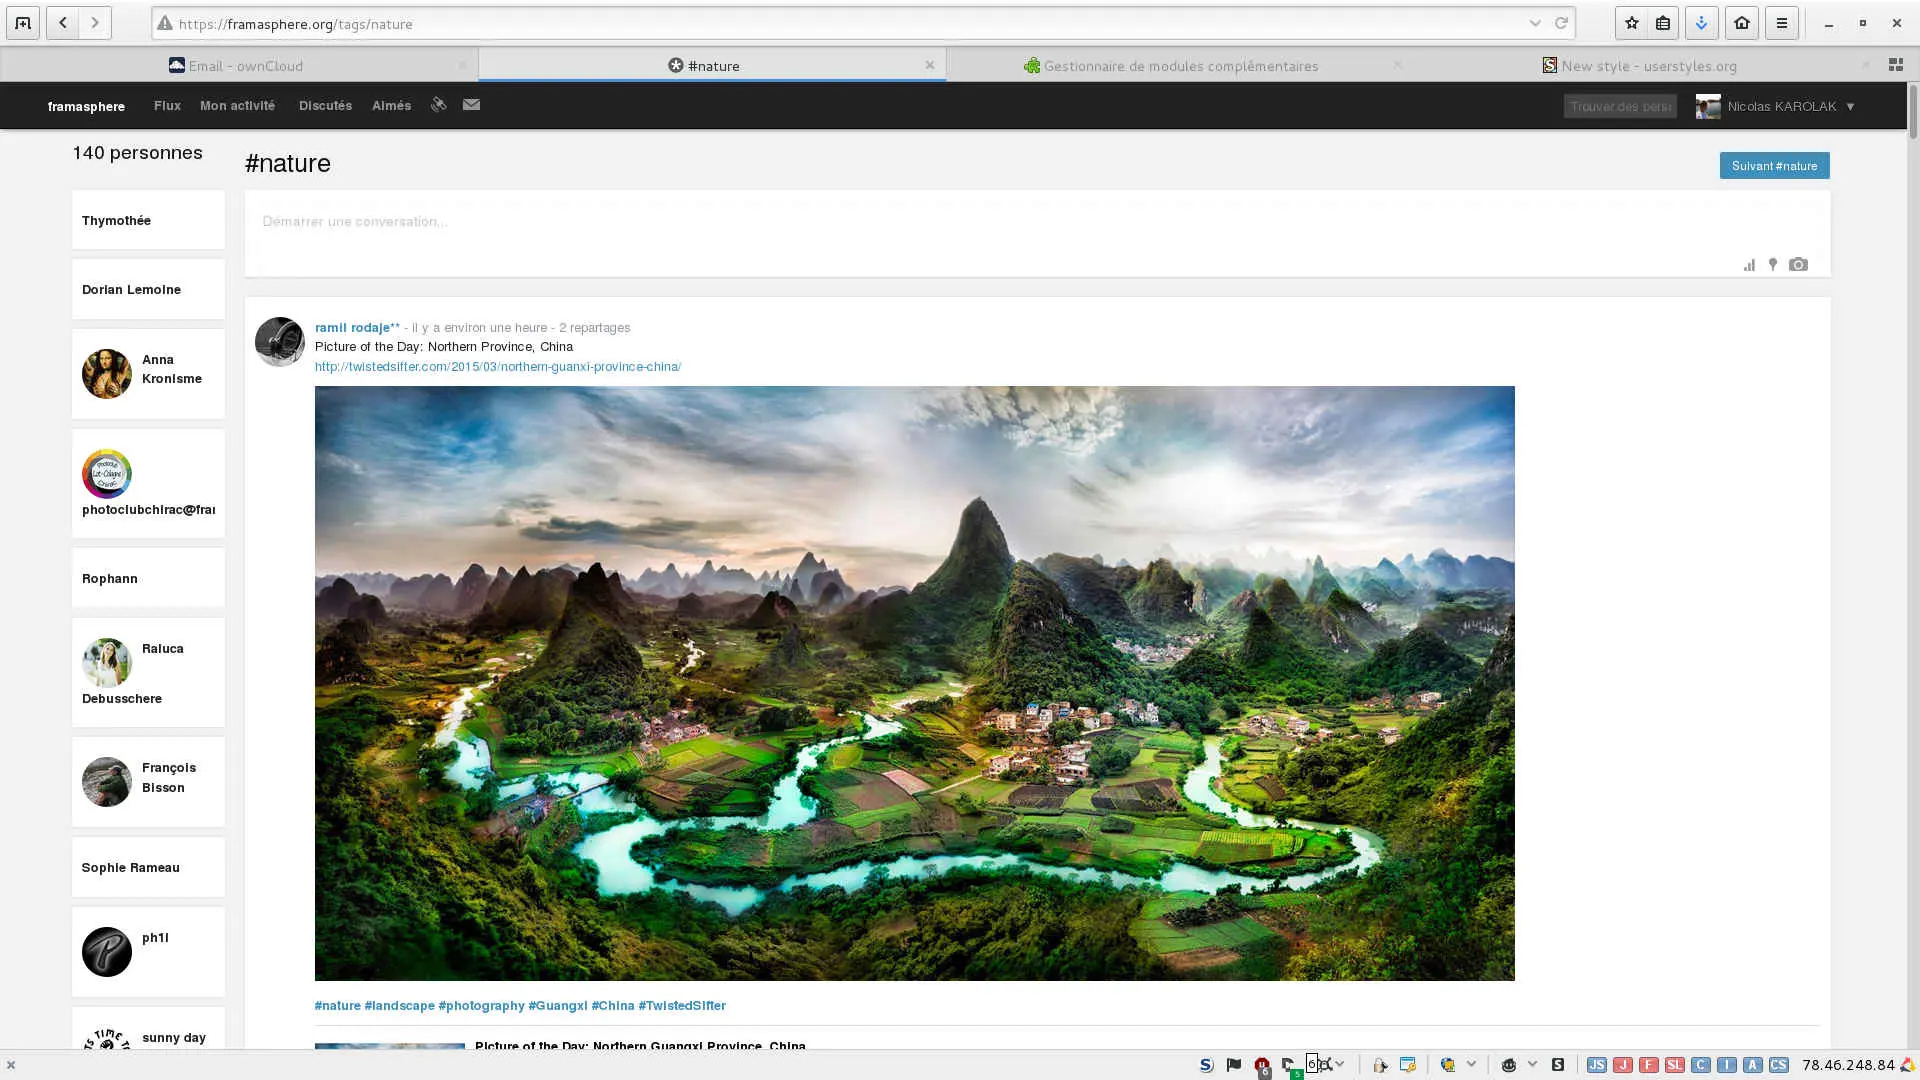 https://framasphere.org/tags/nature
Email - ownCloud
#nature
Gestionnaire de modules complémentaires
New style - userstyles.org
framasphere Flux Mon activité Discutés Aimés
Trouver des pers
Nicolas KAROLAK
140 personnes
#nature
Suivant #nature
Thymothée
Démarrer une conversation...
Dorian Lemoine
Anna
Kronisme
photoclubchirac@fra
Rophann
Raluca
Debusschere
François
Bisson
Sophie Rameau
ph1l
sunny day
ramil rodaje** - il y a environ une heure - 2 repartages
Picture of the Day: Northern Province, China
http://twistedsifter.com/2015/03/northern-guanxi-province-china/
#nature #landscape #photography #Guangxi #China #TwistedSifter
Picture of the Day: Northern Guangxi Province, China
JS J F SL C I A CS 78.46.248.84